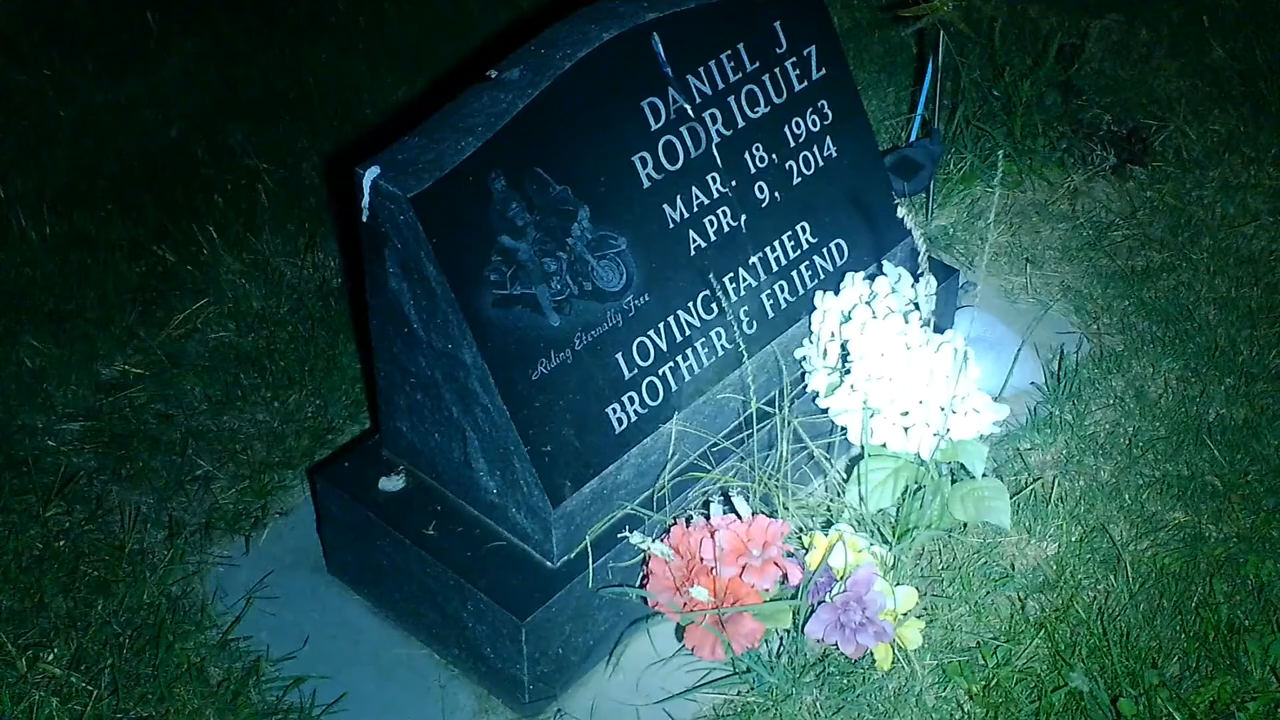 DANIEL J
RODRIQUEZ
MAR. 18, 1963
APR. 9, 2014
Riding Eternally Free
LOVING FATHER
BROTHER & FRIEND